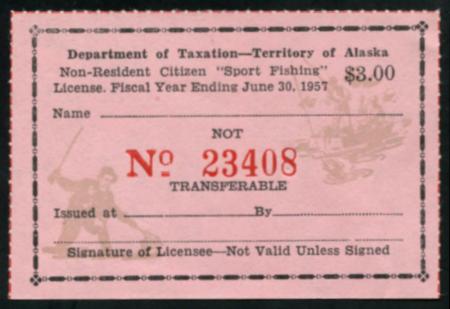 Department of Taxation—Territory of Alaska
Non-Resident Citizen "Sport Fishing" $3.00
License. Fiscal Year Ending June 30, 1957
Name
NOT
No 23408
TRANSFERABLE
Issued at By
Signature of Licensee—Not Valid Unless Signed